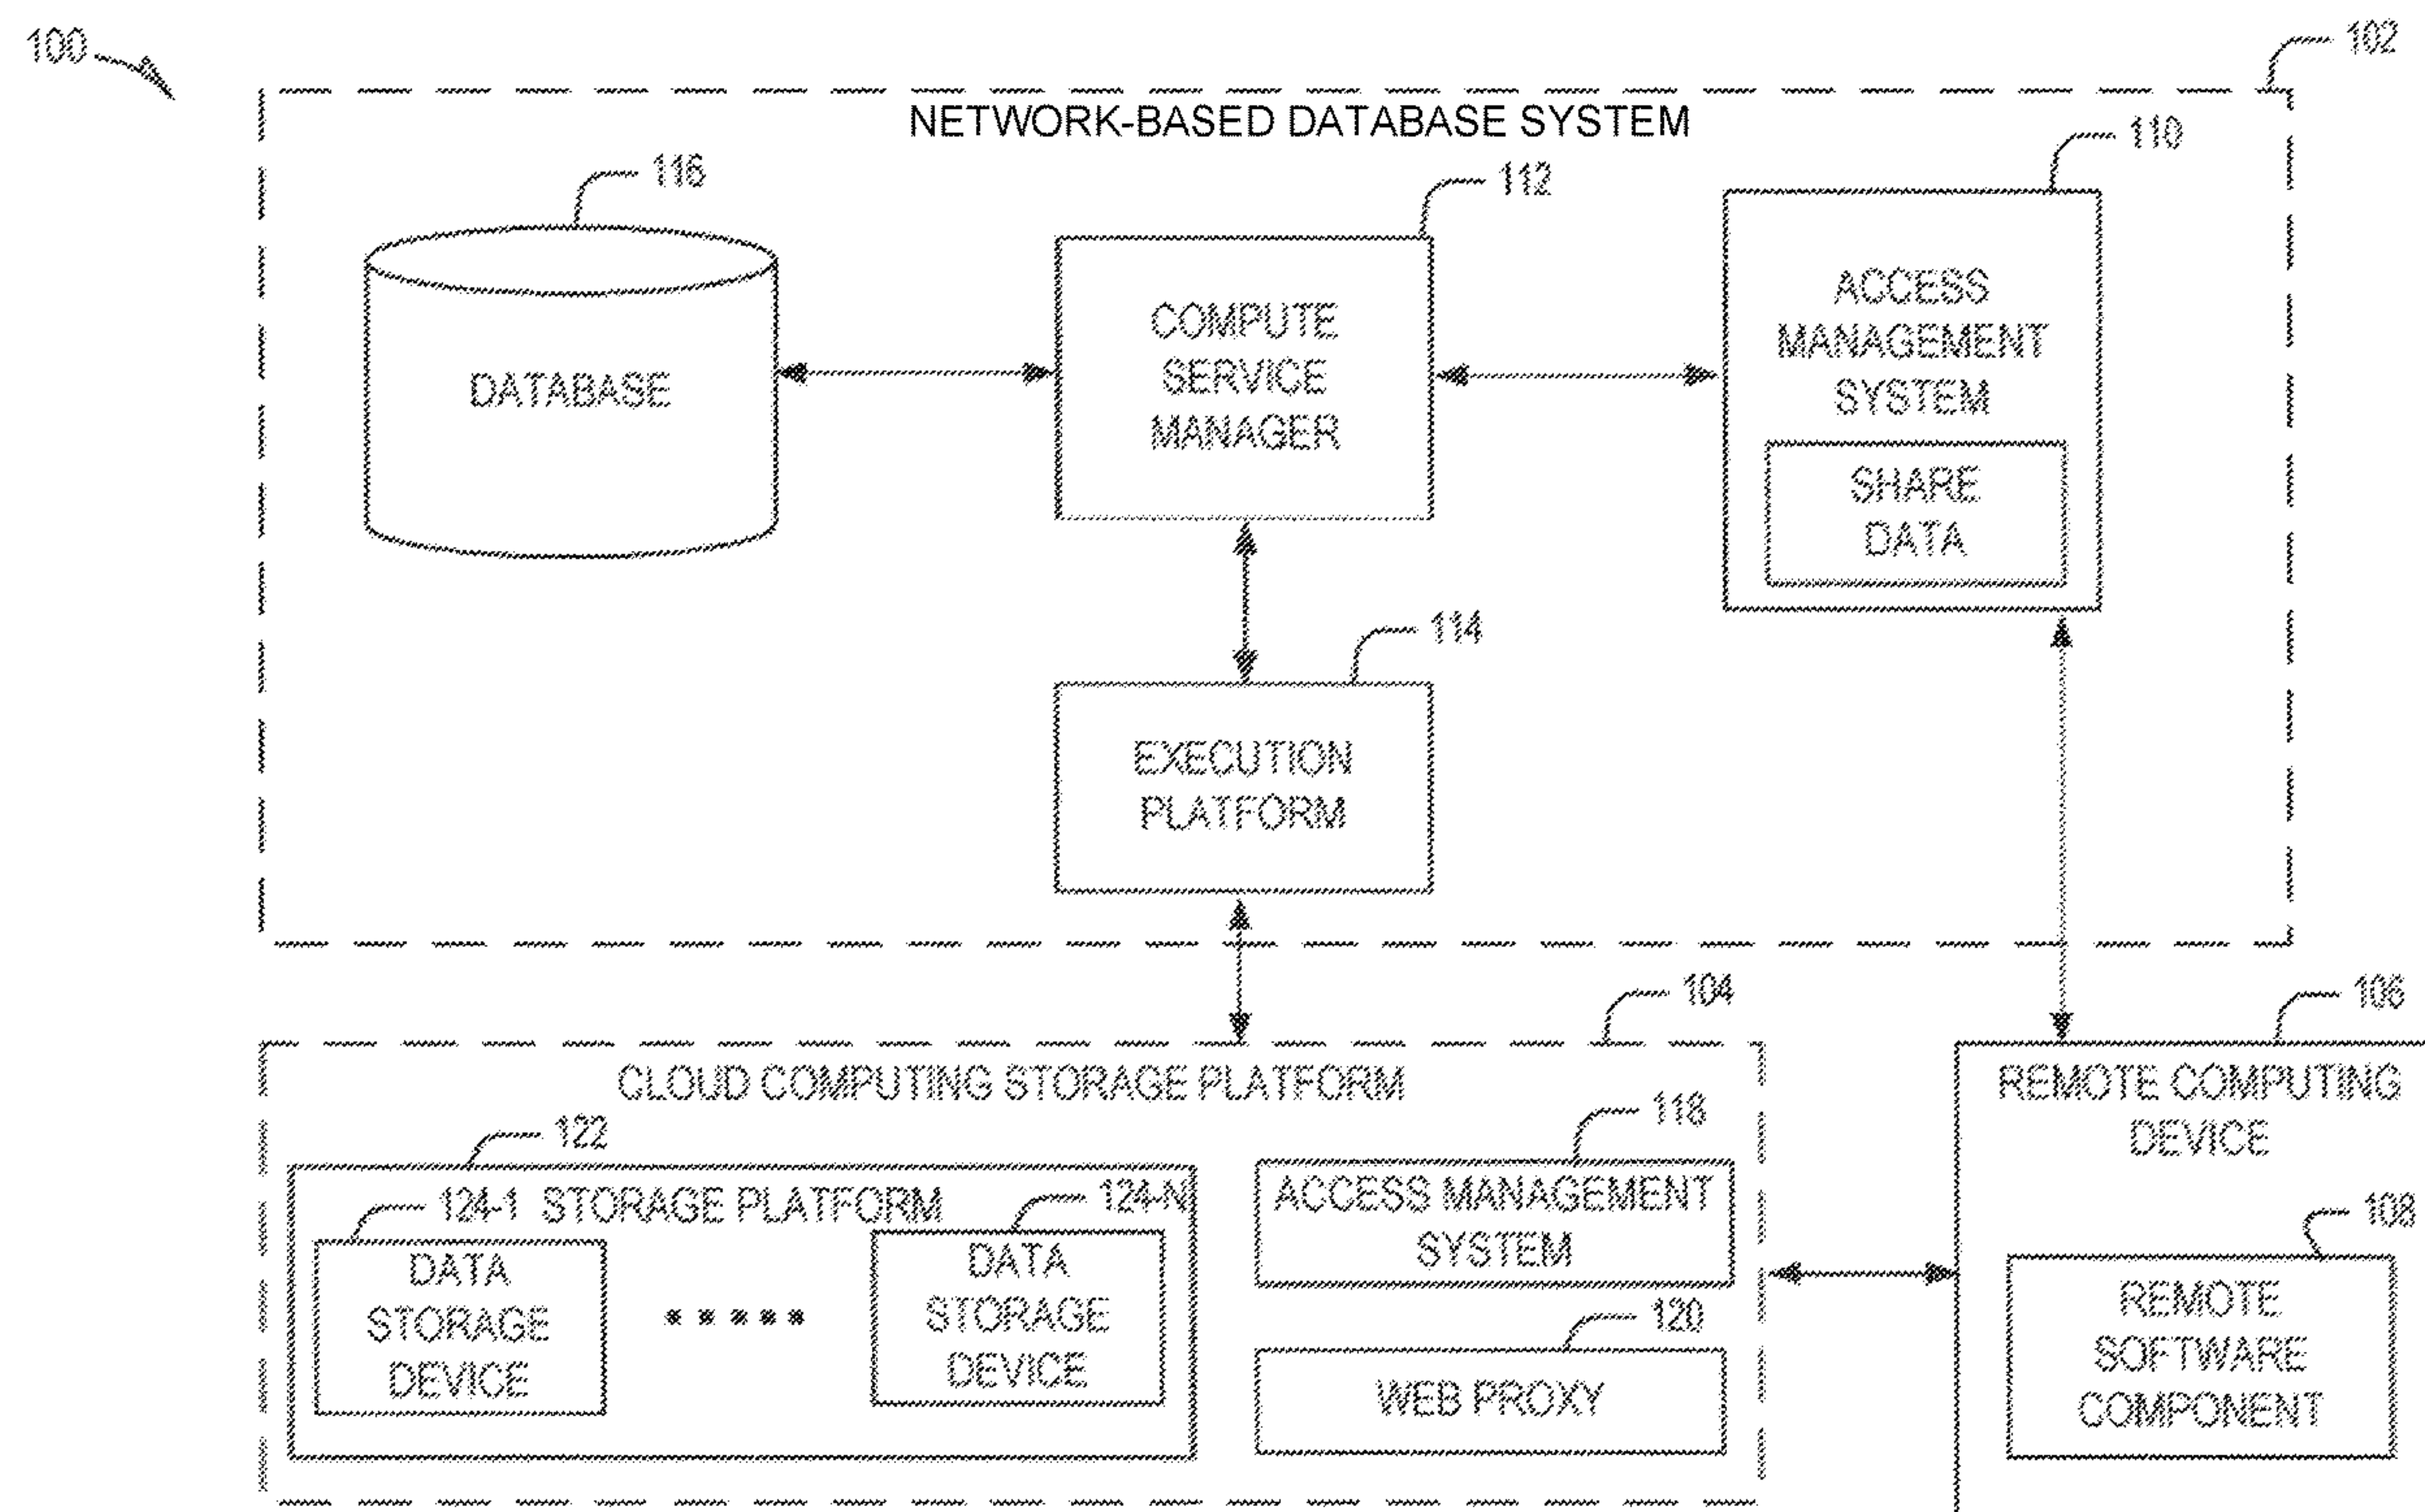 100
102
NETWORK-BASED DATABASE SYSTEM
116
112
110
DATABASE
COMPUTE
SERVICE
MANAGER
ACCESS
MANAGEMENT
SYSTEM
SHARE
DATA
114
EXECUTION
PLATFORM
104
106
CLOUD COMPUTING STORAGE PLATFORM
REMOTE COMPUTING
DEVICE
122
118
124-1
STORAGE PLATFORM
124-N
ACCESS MANAGEMENT
SYSTEM
108
DATA
STORAGE
DEVICE
DATA
STORAGE
DEVICE
120
WEB PROXY
REMOTE
SOFTWARE
COMPONENT